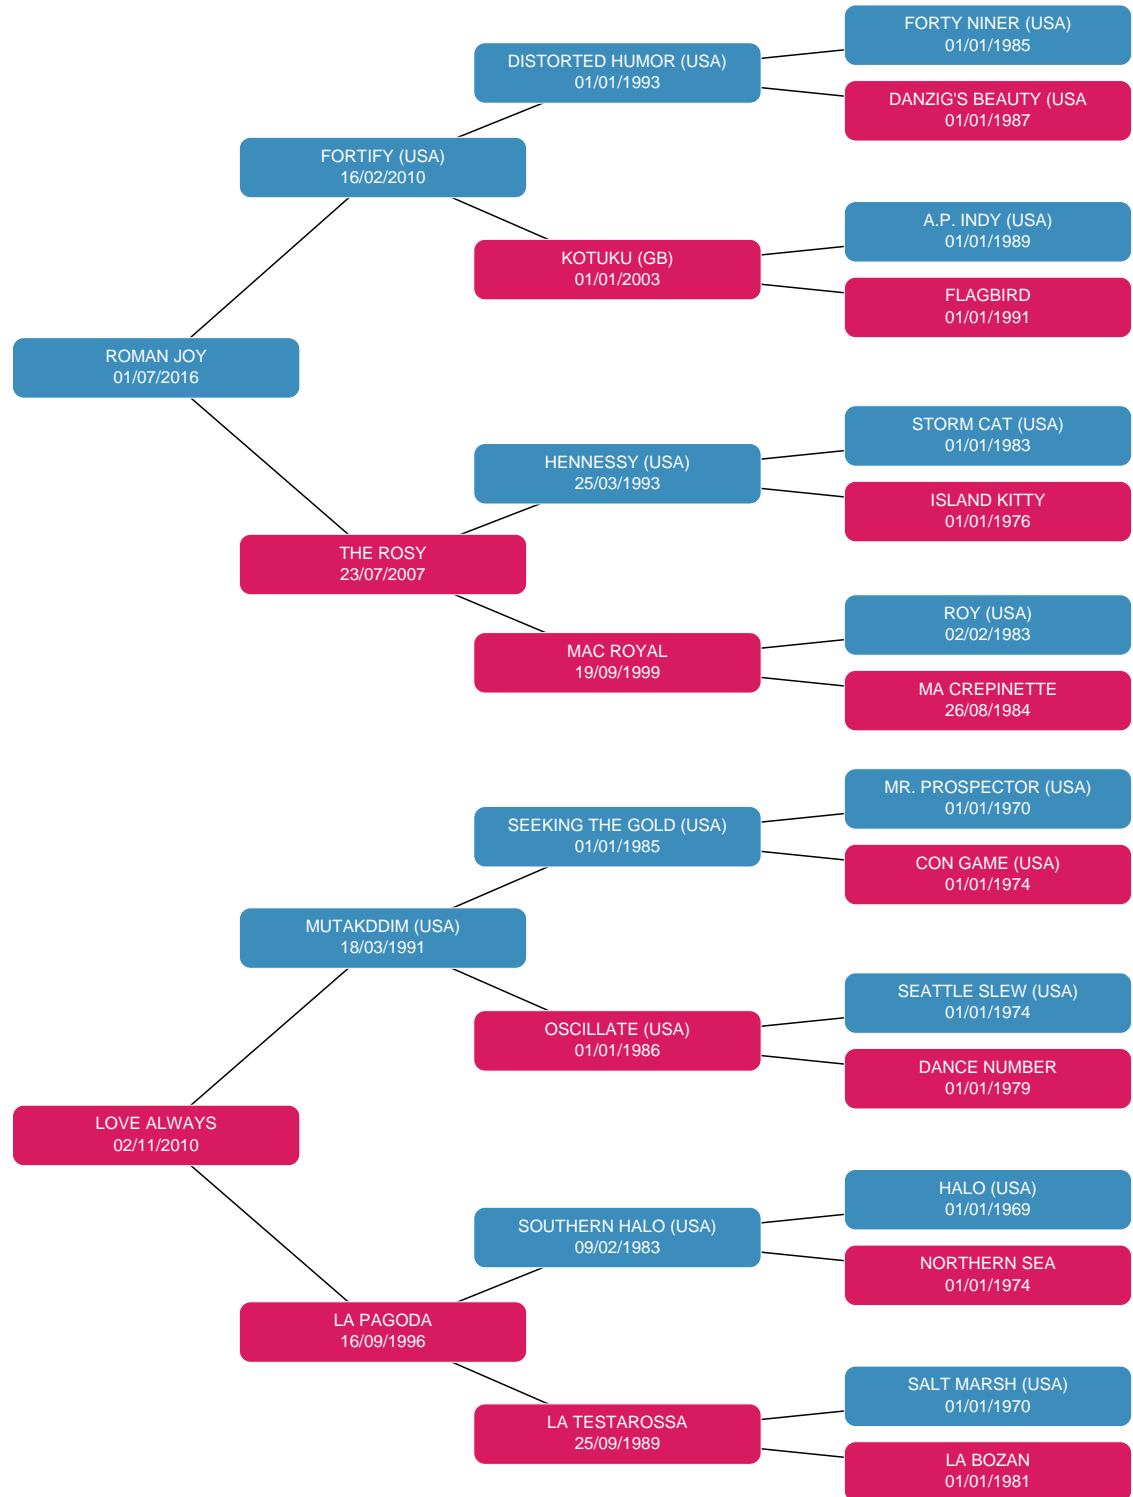 FORTY NINER (USA)
01/01/1985
DISTORTED HUMOR (USA)
01/01/1993
DANZIG'S BEAUTY (USA
01/01/1987
FORTIFY (USA)
16/02/2010
A.P. INDY (USA)
01/01/1989
KOTUKU (GB)
01/01/2003
FLAGBIRD
01/01/1991
ROMAN JOY
01/07/2016
STORM CAT (USA)
01/01/1983
HENNESSY (USA)
25/03/1993
ISLAND KITTY
01/01/1976
THE ROSY
23/07/2007
ROY (USA)
02/02/1983
MAC ROYAL
19/09/1999
MA CREPINETTE
26/08/1984
MR. PROSPECTOR (USA)
01/01/1970
SEEKING THE GOLD (USA)
01/01/1985
CON GAME (USA)
01/01/1974
MUTAKDDIM (USA)
18/03/1991
SEATTLE SLEW (USA)
01/01/1974
OSCILLATE (USA)
01/01/1986
DANCE NUMBER
01/01/1979
LOVE ALWAYS
02/11/2010
HALO (USA)
01/01/1969
SOUTHERN HALO (USA)
09/02/1983
NORTHERN SEA
01/01/1974
LA PAGODA
16/09/1996
SALT MARSH (USA)
01/01/1970
LA TESTAROSSA
25/09/1989
LA BOZAN
01/01/1981